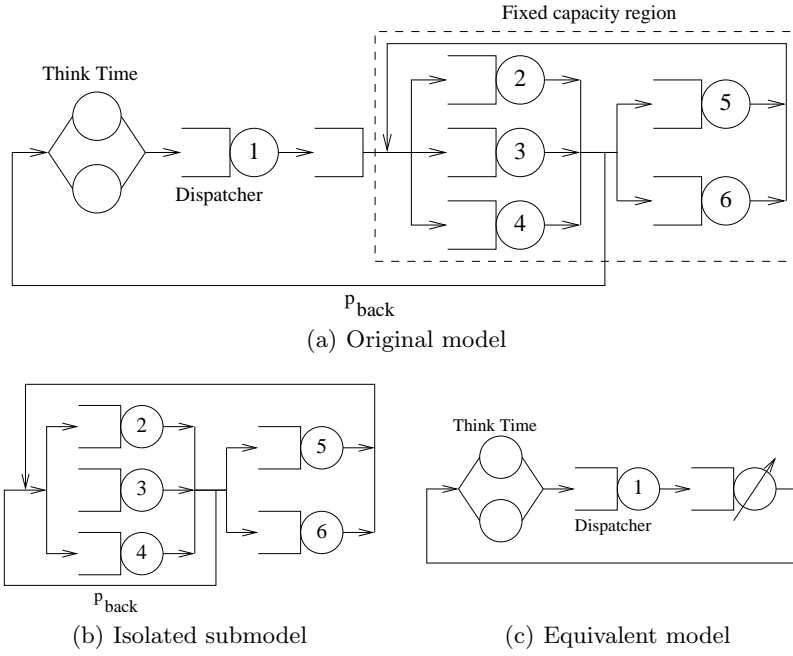 Fixed capacity region
Think Time
2
5
1
3
Dispatcher
6
4
p_back
(a) Original model
2
5
3
6
4
p_back
(b) Isolated submodel
Think Time
1
Dispatcher
(c) Equivalent model